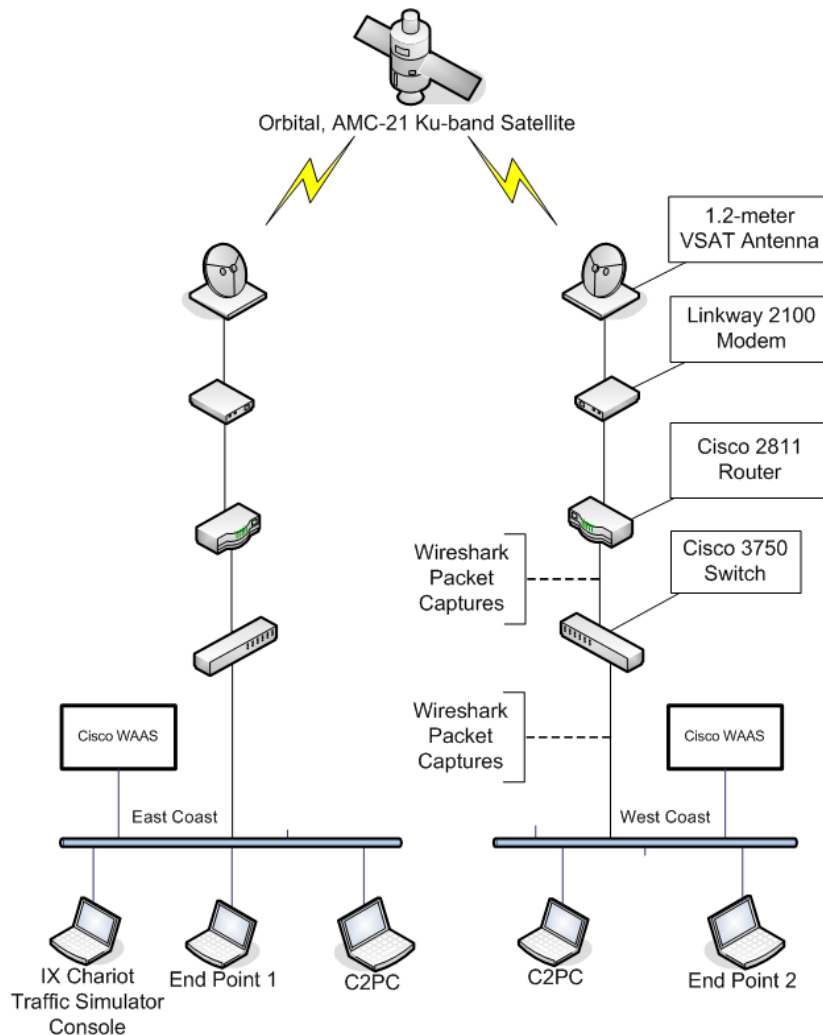 Orbital, AMC-21 Ku-band Satellite
1.2-meter
VSAT Antenna
Linkway 2100
Modem
Cisco 2811
Router
Wireshark
Packet
Captures
Cisco 3750
Switch
Cisco WAAS
Wireshark
Packet
Captures
Cisco WAAS
East Coast
West Coast
IX Chariot
Traffic Simulator
Console
End Point 1
C2PC
C2PC
End Point 2